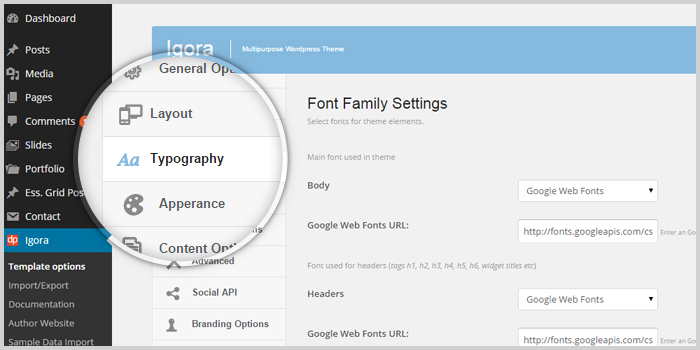 Dashboard
Posts
Media
Pages
Comments
Slides
Portfolio
Ess. Grid Pos
Contact
Igora
Template options
Import/Export
Documentation
Author Website
Sample Data Import
Igora
Multipurpose Wordpress Theme
General Opti
Layout
Typography
Apperance
Content Opti
Advanced
Social API
Branding Options
Font Family Settings
Select fonts for theme elements.
Main font used in theme
Body
Google Web Fonts
Google Web Fonts URL:
http://fonts.googleapis.com/cs
Enter an Go
Font used for headers (tags h1, h2, h3, h4, h5, h6, widget titles etc)
Headers
Google Web Fonts
Google Web Fonts URL:
http://fonts.googleapis.com/cs
Enter an Go